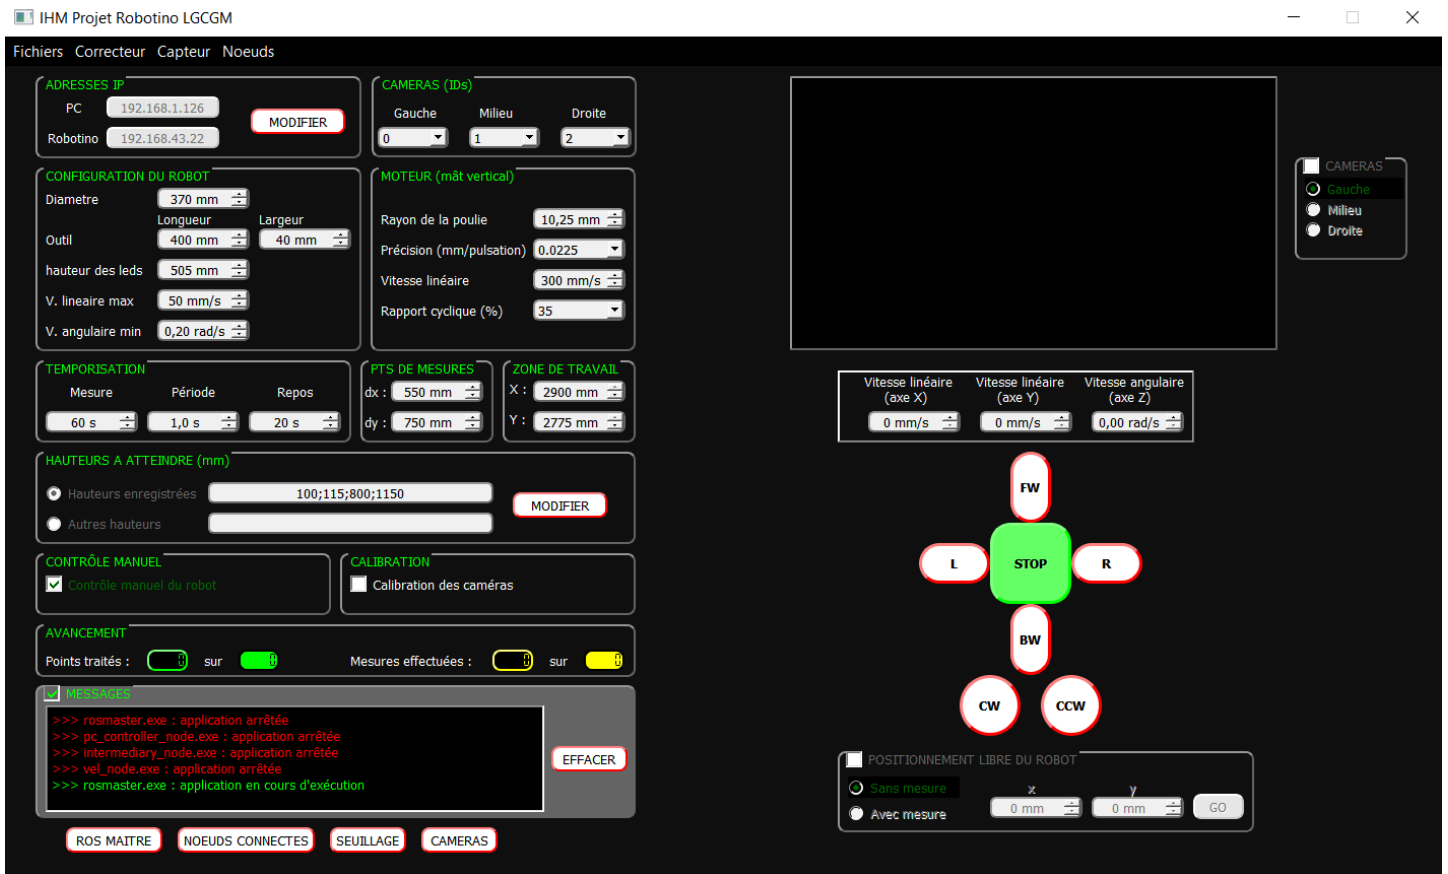 IHM Projet Robotino LGCGM
Fichiers Correcteur Capteur Noeuds
ADRESSES IP
PC 192.168.1.126
MODIFIER
Robotino 192.168.43.22
CAMERAS (IDs)
Gauche Milieu Droite
0 1 2
CONFIGURATION DU ROBOT
Diametre 370 mm
Longueur Largeur
Outil 400 mm 40 mm
hauteur des leds 505 mm
V. lineaire max 50 mm/s
V. angulaire min 0,20 rad/s
MOTEUR (mât vertical)
Rayon de la poulie 10,25 mm
Précision (mm/pulsation) 0.0225
Vitesse linéaire 300 mm/s
Rapport cyclique (%) 35
TEMPORISATION
Mesure Période Repos
60 s 1,0 s 20 s
PTS DE MESURES
dx : 550 mm
dy : 750 mm
ZONE DE TRAVAIL
X : 2900 mm
Y : 2775 mm
HAUTEURS A ATTEINDRE (mm)
Hauteurs enregistrées 100;115;800;1150
MODIFIER
Autres hauteurs
CONTRÔLE MANUEL
Contrôle manuel du robot
CALIBRATION
Calibration des caméras
AVANCEMENT
Points traités : 0 sur 0 Mesures effectuées : 0 sur 0
MESSAGES
>>> rosmaster.exe : application arrêtée
>>> pc_controller_node.exe : application arrêtée
>>> intermediary_node.exe : application arrêtée
>>> vel_node.exe : application arrêtée
>>> rosmaster.exe : application en cours d'exécution
EFFACER
ROS MAITRE NOEUDS CONNECTES SEUILLAGE CAMERAS
CAMERAS
Gauche
Milieu
Droite
Vitesse linéaire Vitesse linéaire Vitesse angulaire
(axe X) (axe Y) (axe Z)
0 mm/s 0 mm/s 0,00 rad/s
FW
L STOP R
BW
CW CCW
POSITIONNEMENT LIBRE DU ROBOT
Sans mesure x y
0 mm 0 mm GO
Avec mesure